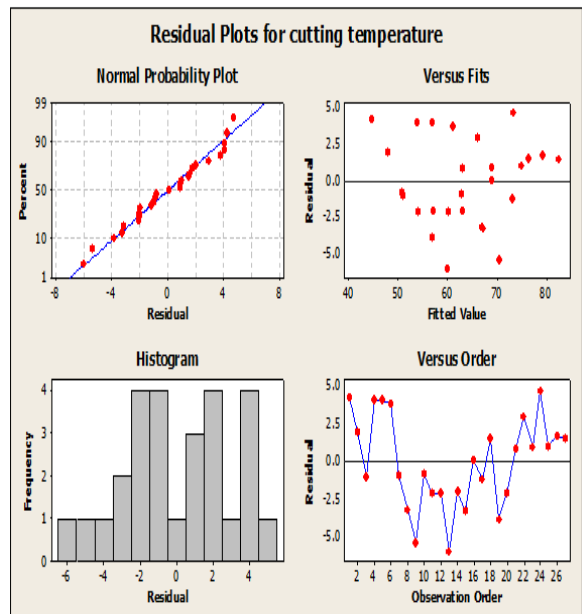 Residual Plots for cutting temperature
Normal Probability Plot
99
90
50
10
1
Percent
-8 -4 0 4 8
Residual
Versus Fits
5.0
2.5
0.0
-2.5
-5.0
Residual
40 50 60 70 80
Fitted Value
Histogram
4
3
2
1
0
Frequency
-6 -4 -2 0 2 4
Residual
Versus Order
5.0
2.5
0.0
-2.5
-5.0
Residual
2 4 6 8 10 12 14 16 18 20 22 24 26
Observation Order